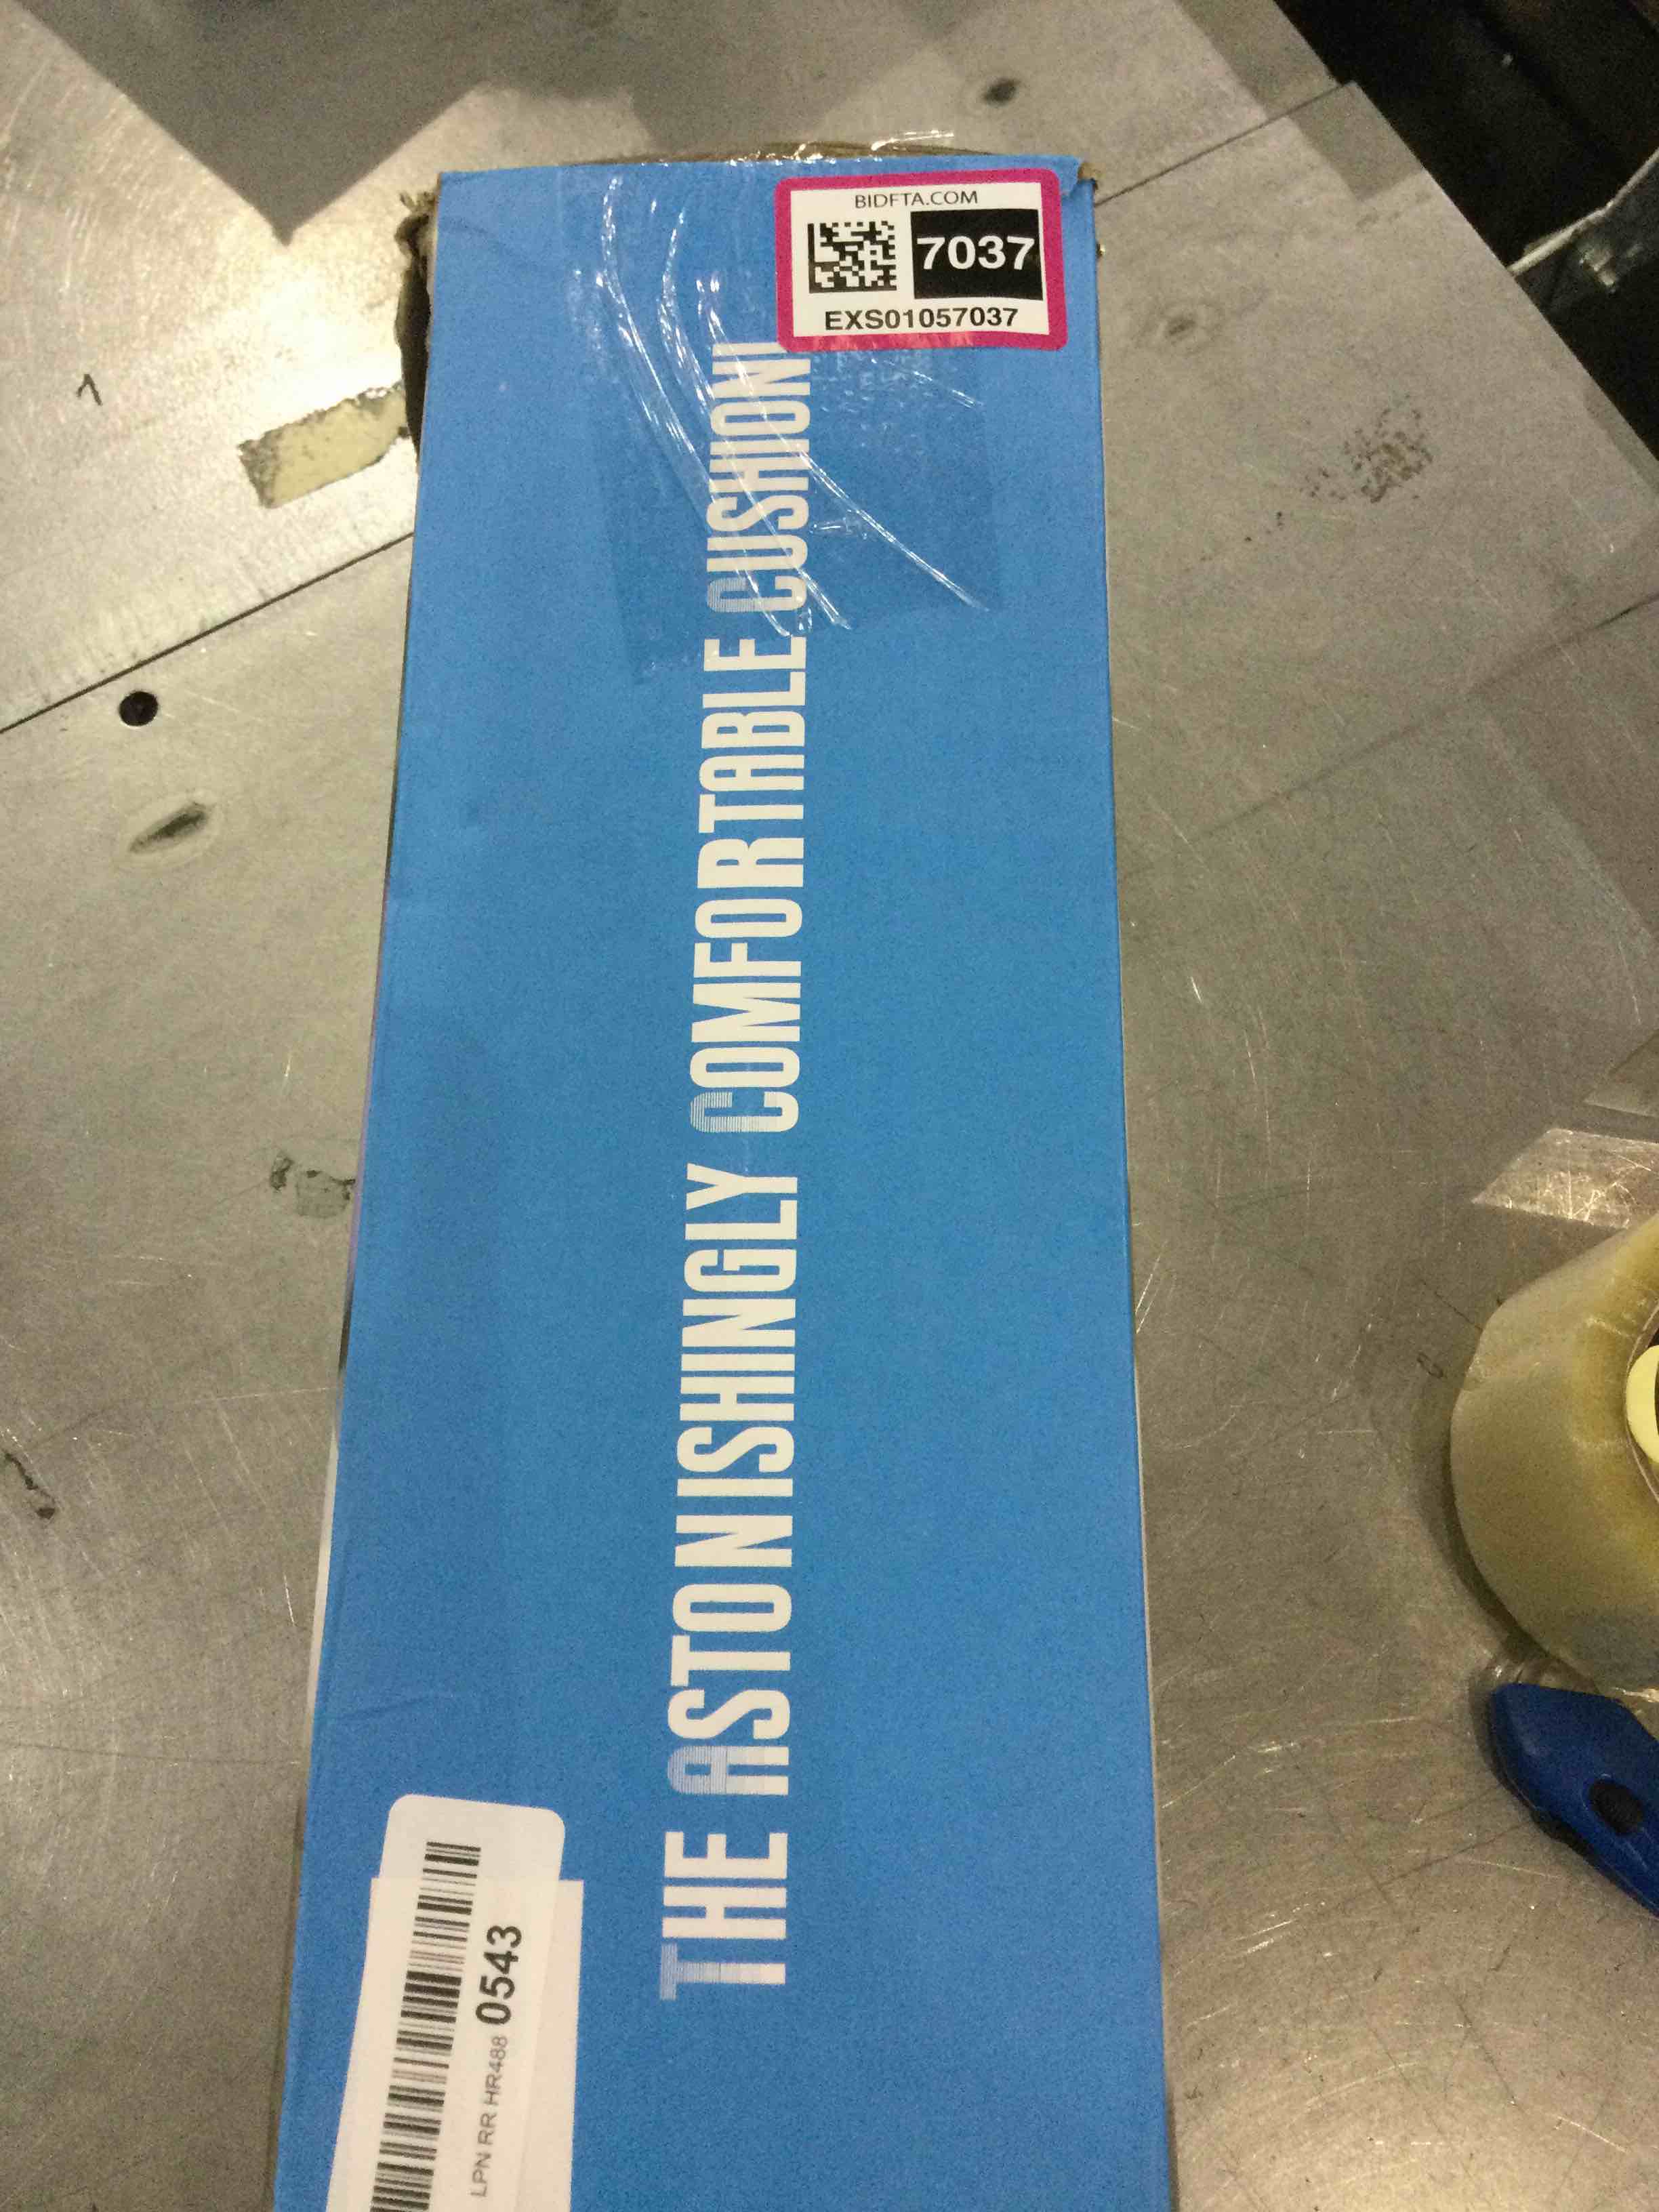 BIDFTA.COM
7037
EXS01057037
THE ASTONISHINGLY COMFORTABLE CUSHION!
LPN RR HR488 0543